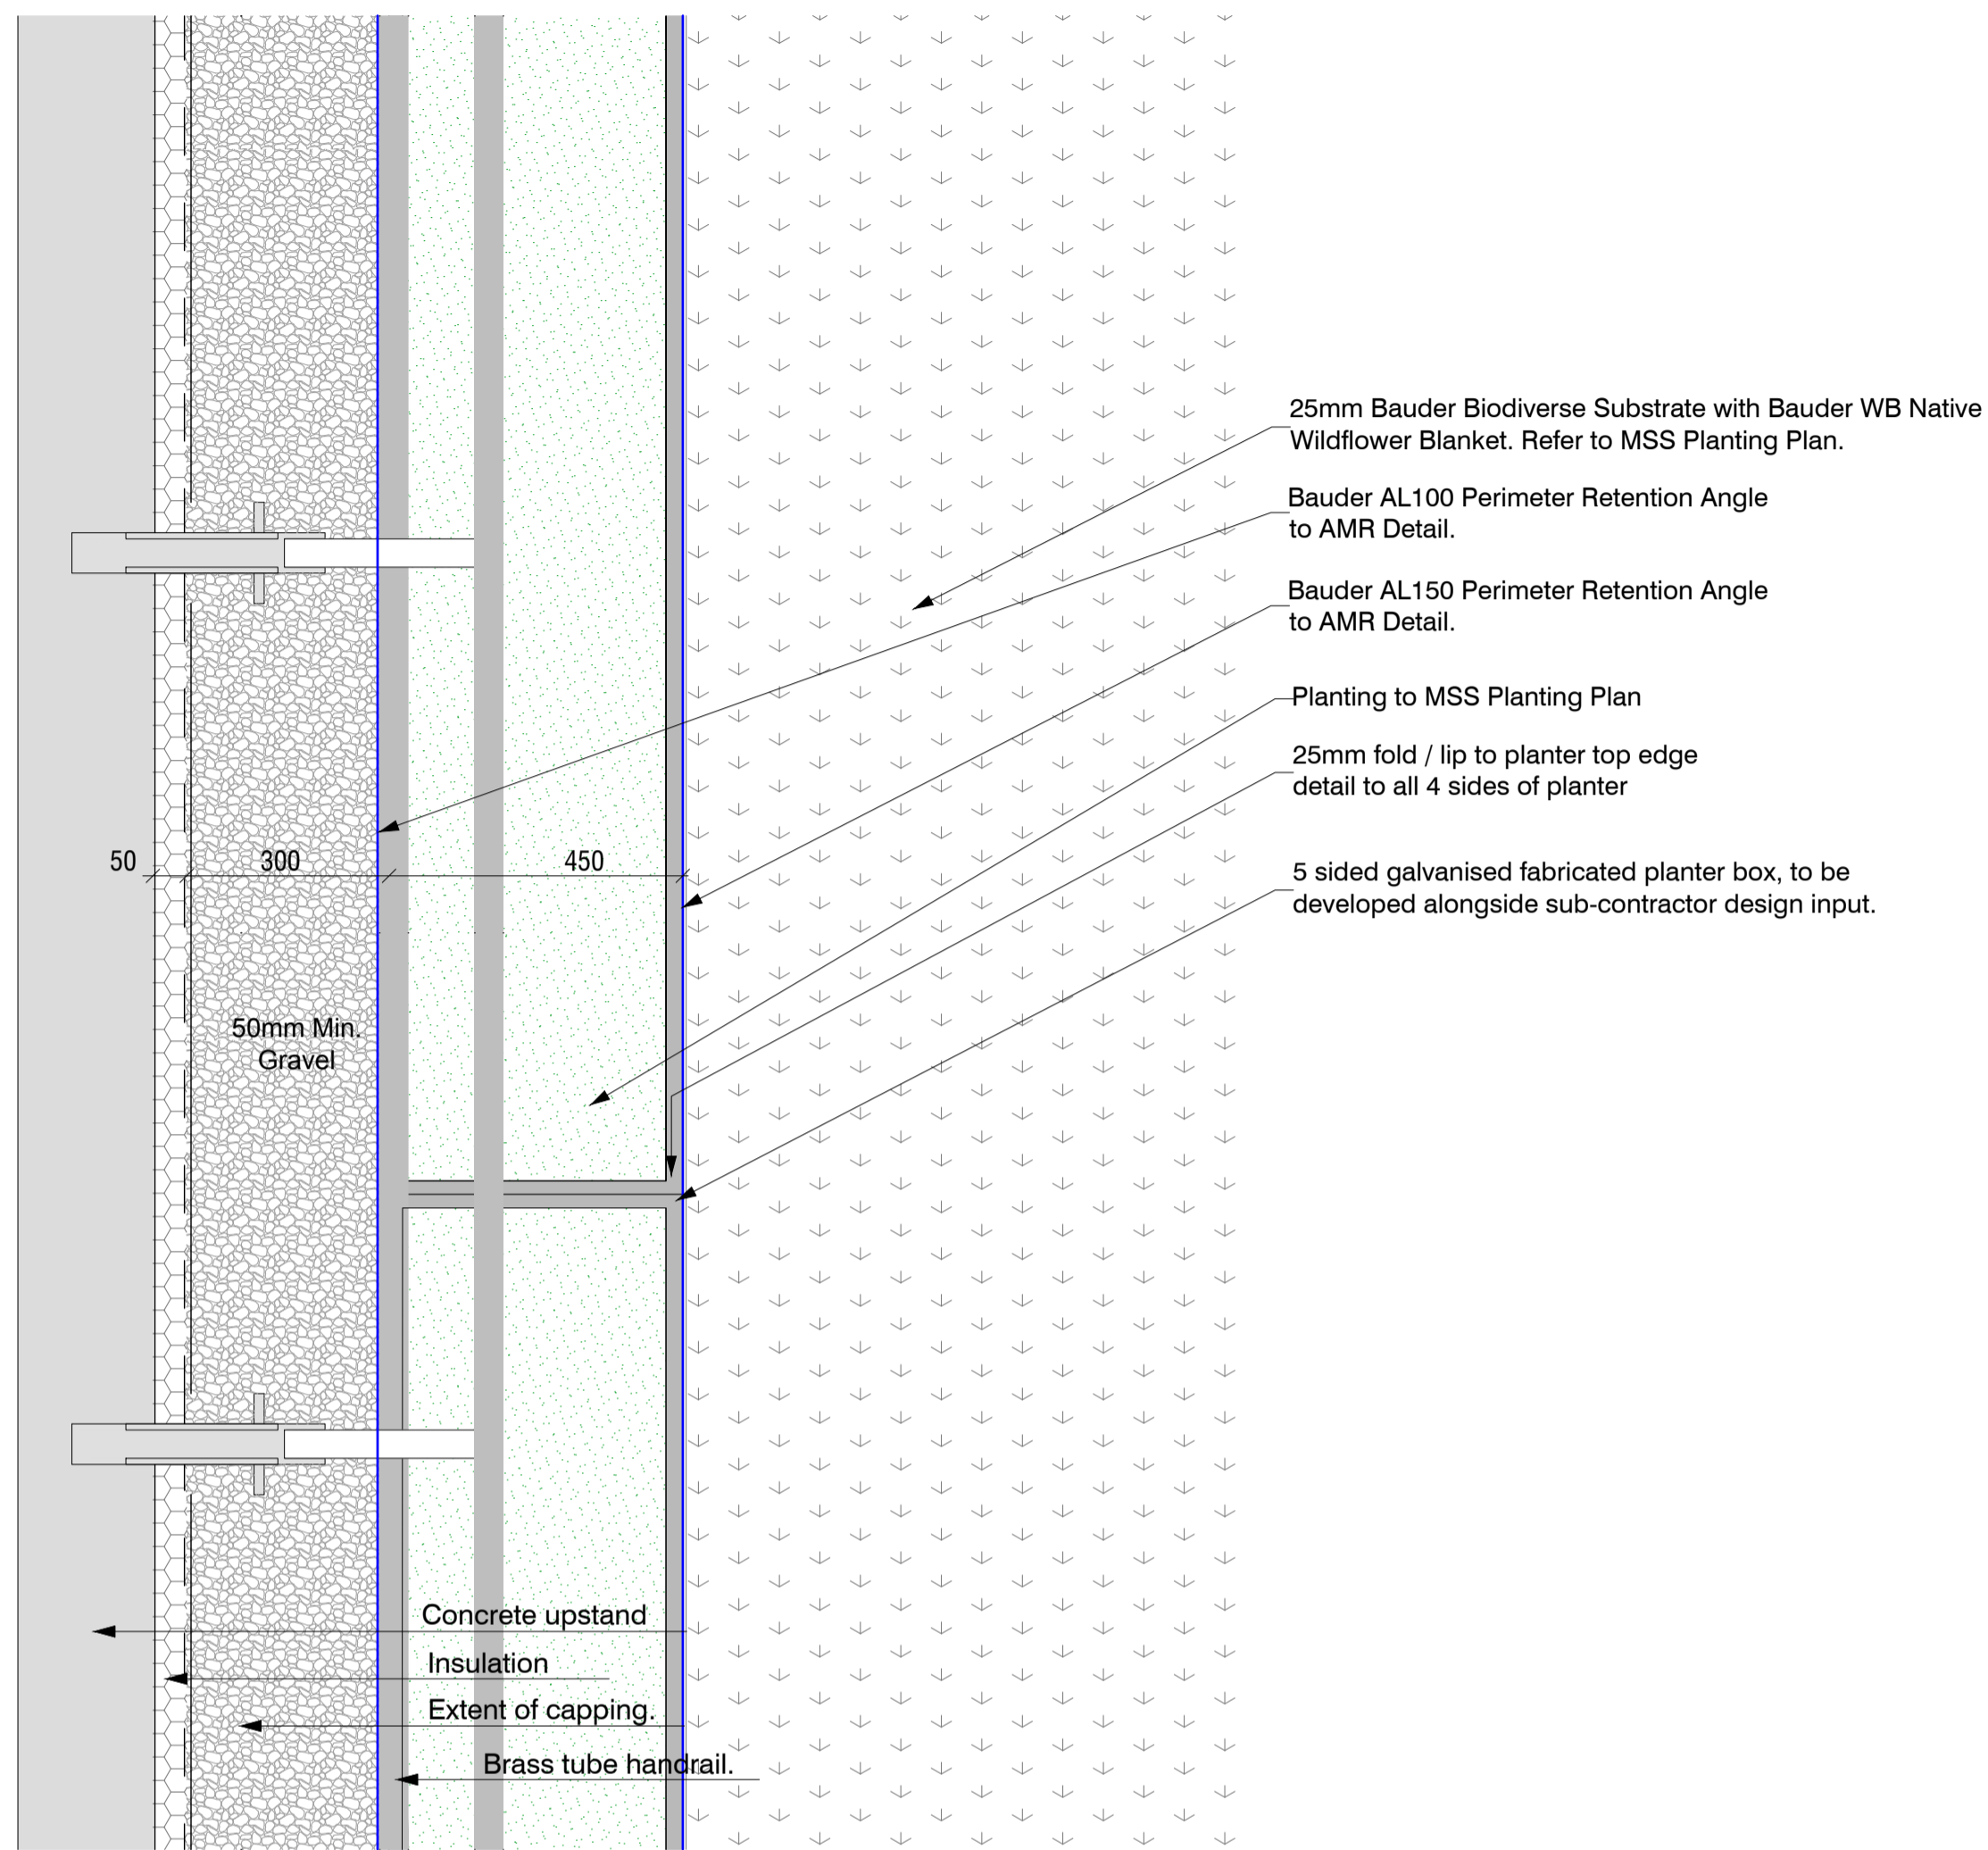 25mm Bauder Biodiverse Substrate with Bauder WB Native
Wildflower Blanket. Refer to MSS Planting Plan.
Bauder AL100 Perimeter Retention Angle
to AMR Detail.
Bauder AL150 Perimeter Retention Angle
to AMR Detail.
Planting to MSS Planting Plan
25mm fold / lip to planter top edge
detail to all 4 sides of planter
5 sided galvanised fabricated planter box, to be
developed alongside sub-contractor design input.
50
300
450
50mm Min.
Gravel
Concrete upstand
Insulation
Extent of capping.
Brass tube handrail.